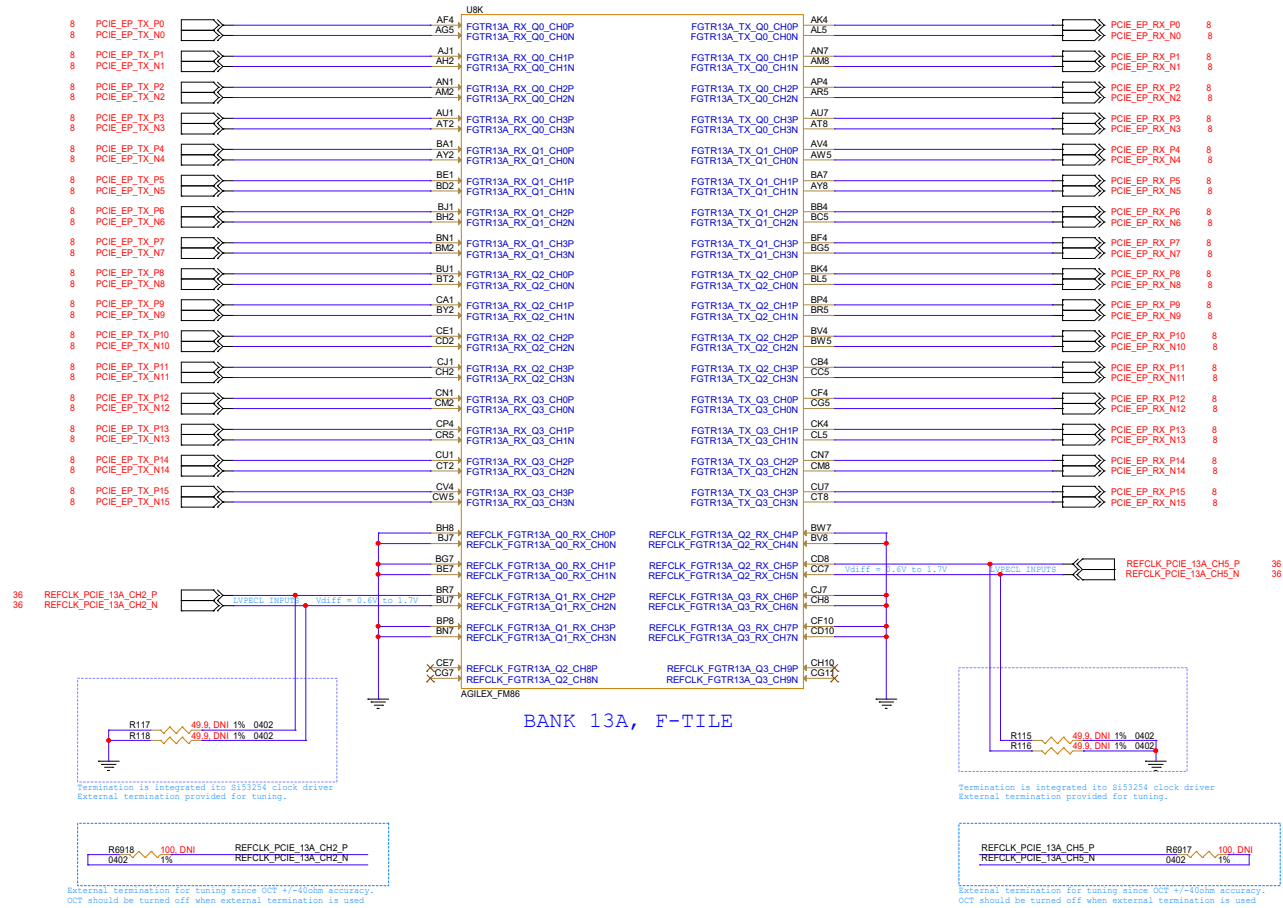 U8K
8 PCIE_EP_TX_P0 AF4 FGTR13A_RX_Q0_CH0P FGTR13A_TX_Q0_CH0P AK4 PCIE_EP_RX_P0 8
8 PCIE_EP_TX_N0 AG5 FGTR13A_RX_Q0_CH0N FGTR13A_TX_Q0_CH0N AL5 PCIE_EP_RX_N0 8
8 PCIE_EP_TX_P1 AJ1 FGTR13A_RX_Q0_CH1P FGTR13A_TX_Q0_CH1P AN7 PCIE_EP_RX_P1 8
8 PCIE_EP_TX_N1 AH2 FGTR13A_RX_Q0_CH1N FGTR13A_TX_Q0_CH1N AM8 PCIE_EP_RX_N1 8
8 PCIE_EP_TX_P2 AN1 FGTR13A_RX_Q0_CH2P FGTR13A_TX_Q0_CH2P AP4 PCIE_EP_RX_P2 8
8 PCIE_EP_TX_N2 AM2 FGTR13A_RX_Q0_CH2N FGTR13A_TX_Q0_CH2N AR5 PCIE_EP_RX_N2 8
8 PCIE_EP_TX_P3 AU1 FGTR13A_RX_Q0_CH3P FGTR13A_TX_Q0_CH3P AU7 PCIE_EP_RX_P3 8
8 PCIE_EP_TX_N3 AT2 FGTR13A_RX_Q0_CH3N FGTR13A_TX_Q0_CH3N AT8 PCIE_EP_RX_N3 8
8 PCIE_EP_TX_P4 BA1 FGTR13A_RX_Q1_CH0P FGTR13A_TX_Q1_CH0P AV4 PCIE_EP_RX_P4 8
8 PCIE_EP_TX_N4 AY2 FGTR13A_RX_Q1_CH0N FGTR13A_TX_Q1_CH0N AW5 PCIE_EP_RX_N4 8
8 PCIE_EP_TX_P5 BE1 FGTR13A_RX_Q1_CH1P FGTR13A_TX_Q1_CH1P BA7 PCIE_EP_RX_P5 8
8 PCIE_EP_TX_N5 BD2 FGTR13A_RX_Q1_CH1N FGTR13A_TX_Q1_CH1N AY8 PCIE_EP_RX_N5 8
8 PCIE_EP_TX_P6 BJ1 FGTR13A_RX_Q1_CH2P FGTR13A_TX_Q1_CH2P BB4 PCIE_EP_RX_P6 8
8 PCIE_EP_TX_N6 BH2 FGTR13A_RX_Q1_CH2N FGTR13A_TX_Q1_CH2N BC5 PCIE_EP_RX_N6 8
8 PCIE_EP_TX_P7 BN1 FGTR13A_RX_Q1_CH3P FGTR13A_TX_Q1_CH3P BF4 PCIE_EP_RX_P7 8
8 PCIE_EP_TX_N7 BM2 FGTR13A_RX_Q1_CH3N FGTR13A_TX_Q1_CH3N BG5 PCIE_EP_RX_N7 8
8 PCIE_EP_TX_P8 BU1 FGTR13A_RX_Q2_CH0P FGTR13A_TX_Q2_CH0P BK4 PCIE_EP_RX_P8 8
8 PCIE_EP_TX_N8 BT2 FGTR13A_RX_Q2_CH0N FGTR13A_TX_Q2_CH0N BL5 PCIE_EP_RX_N8 8
8 PCIE_EP_TX_P9 CA1 FGTR13A_RX_Q2_CH1P FGTR13A_TX_Q2_CH1P BP4 PCIE_EP_RX_P9 8
8 PCIE_EP_TX_N9 BY2 FGTR13A_RX_Q2_CH1N FGTR13A_TX_Q2_CH1N BR5 PCIE_EP_RX_N9 8
8 PCIE_EP_TX_P10 CE1 FGTR13A_RX_Q2_CH2P FGTR13A_TX_Q2_CH2P BV4 PCIE_EP_RX_P10 8
8 PCIE_EP_TX_N10 CD2 FGTR13A_RX_Q2_CH2N FGTR13A_TX_Q2_CH2N BW5 PCIE_EP_RX_N10 8
8 PCIE_EP_TX_P11 CJ1 FGTR13A_RX_Q2_CH3P FGTR13A_TX_Q2_CH3P CB4 PCIE_EP_RX_P11 8
8 PCIE_EP_TX_N11 CH2 FGTR13A_RX_Q2_CH3N FGTR13A_TX_Q2_CH3N CC5 PCIE_EP_RX_N11 8
8 PCIE_EP_TX_P12 CN1 FGTR13A_RX_Q3_CH0P FGTR13A_TX_Q3_CH0P CF4 PCIE_EP_RX_P12 8
8 PCIE_EP_TX_N12 CM2 FGTR13A_RX_Q3_CH0N FGTR13A_TX_Q3_CH0N CG5 PCIE_EP_RX_N12 8
8 PCIE_EP_TX_P13 CP4 FGTR13A_RX_Q3_CH1P FGTR13A_TX_Q3_CH1P CK4 PCIE_EP_RX_P13 8
8 PCIE_EP_TX_N13 CR5 FGTR13A_RX_Q3_CH1N FGTR13A_TX_Q3_CH1N CL5 PCIE_EP_RX_N13 8
8 PCIE_EP_TX_P14 CU1 FGTR13A_RX_Q3_CH2P FGTR13A_TX_Q3_CH2P CN7 PCIE_EP_RX_P14 8
8 PCIE_EP_TX_N14 CT2 FGTR13A_RX_Q3_CH2N FGTR13A_TX_Q3_CH2N CM8 PCIE_EP_RX_N14 8
8 PCIE_EP_TX_P15 CV4 FGTR13A_RX_Q3_CH3P FGTR13A_TX_Q3_CH3P CU7 PCIE_EP_RX_P15 8
8 PCIE_EP_TX_N15 CW5 FGTR13A_RX_Q3_CH3N FGTR13A_TX_Q3_CH3N CT8 PCIE_EP_RX_N15 8
BH8 REFCLK_FGTR13A_Q0_RX_CH0P REFCLK_FGTR13A_Q2_RX_CH4P BW7
BJ7 REFCLK_FGTR13A_Q0_RX_CH0N REFCLK_FGTR13A_Q2_RX_CH4N BV8
BG7 REFCLK_FGTR13A_Q0_RX_CH1P REFCLK_FGTR13A_Q2_RX_CH5P CD8 REFCLK_PCIE_13A_CH5_P 36
BE7 REFCLK_FGTR13A_Q0_RX_CH1N REFCLK_FGTR13A_Q2_RX_CH5N CC7 Vdiff = 0.6V to 1.7V LVPECL INPUTS REFCLK_PCIE_13A_CH5_N 36
36 REFCLK_PCIE_13A_CH2_P BR7 REFCLK_FGTR13A_Q1_RX_CH2P REFCLK_FGTR13A_Q3_RX_CH6P CJ7
36 REFCLK_PCIE_13A_CH2_N LVPECL INPUTS Vdiff = 0.6V to 1.7V BU7 REFCLK_FGTR13A_Q1_RX_CH2N REFCLK_FGTR13A_Q3_RX_CH6N CH8
BP8 REFCLK_FGTR13A_Q1_RX_CH3P REFCLK_FGTR13A_Q3_RX_CH7P CF10
BN7 REFCLK_FGTR13A_Q1_RX_CH3N REFCLK_FGTR13A_Q3_RX_CH7N CD10
CE7 REFCLK_FGTR13A_Q2_CH8P REFCLK_FGTR13A_Q3_CH9P CH10
CG7 REFCLK_FGTR13A_Q2_CH8N REFCLK_FGTR13A_Q3_CH9N CG11
AGILEX_FM86
BANK 13A, F-TILE
R117 49.9, DNI 1% 0402
R118 49.9, DNI 1% 0402
Termination is integrated ito Si53254 clock driver
External termination provided for tuning.
R115 49.9, DNI 1% 0402
R116 49.9, DNI 1% 0402
Termination is integrated ito Si53254 clock driver
External termination provided for tuning.
R6918 100, DNI REFCLK_PCIE_13A_CH2_P
0402 1% REFCLK_PCIE_13A_CH2_N
External termination for tuning since OCT +/-40ohm accuracy.
OCT should be turned off when external termination is used
REFCLK_PCIE_13A_CH5_P R6917 100, DNI
REFCLK_PCIE_13A_CH5_N 0402 1%
External termination for tuning since OCT +/-40ohm accuracy.
OCT should be turned off when external termination is used